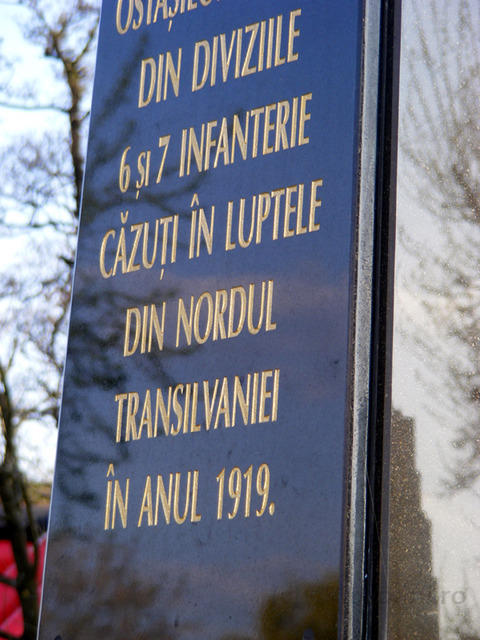 DIN DIVIZIILE
6 ȘI 7 INFANTERIE
CĂZUȚI ÎN LUPTELE
DIN NORDUL
TRANSILVANIEI
ÎN ANUL 1919.